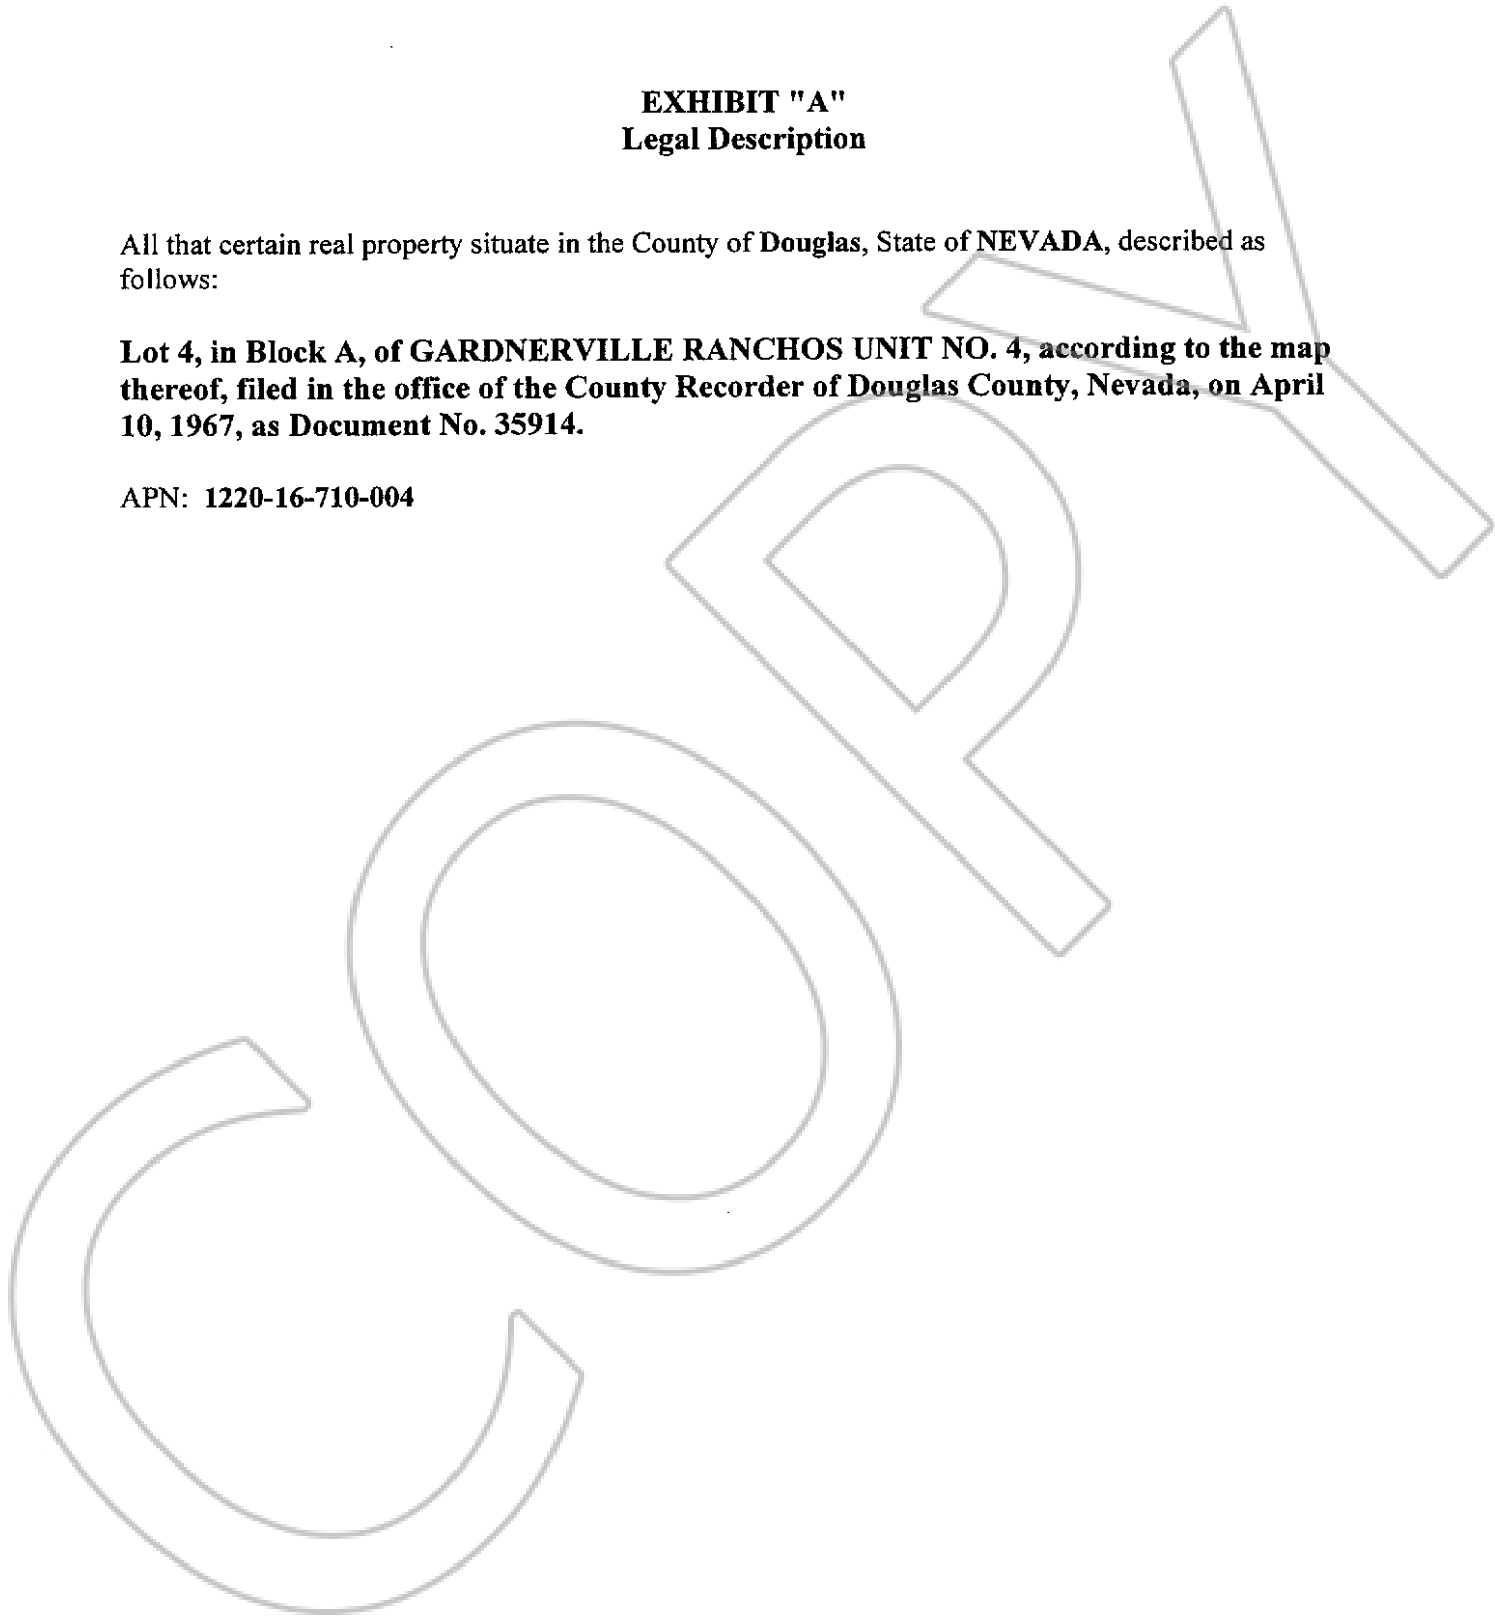 EXHIBIT "A"
Legal Description
All that certain real property situate in the County of Douglas, State of NEVADA, described as
follows:
Lot 4, in Block A, of GARDNERVILLE RANCHOS UNIT NO. 4, according to the map
thereof, filed in the office of the County Recorder of Douglas County, Nevada, on April
10, 1967, as Document No. 35914.
APN: 1220-16-710-004
COPY